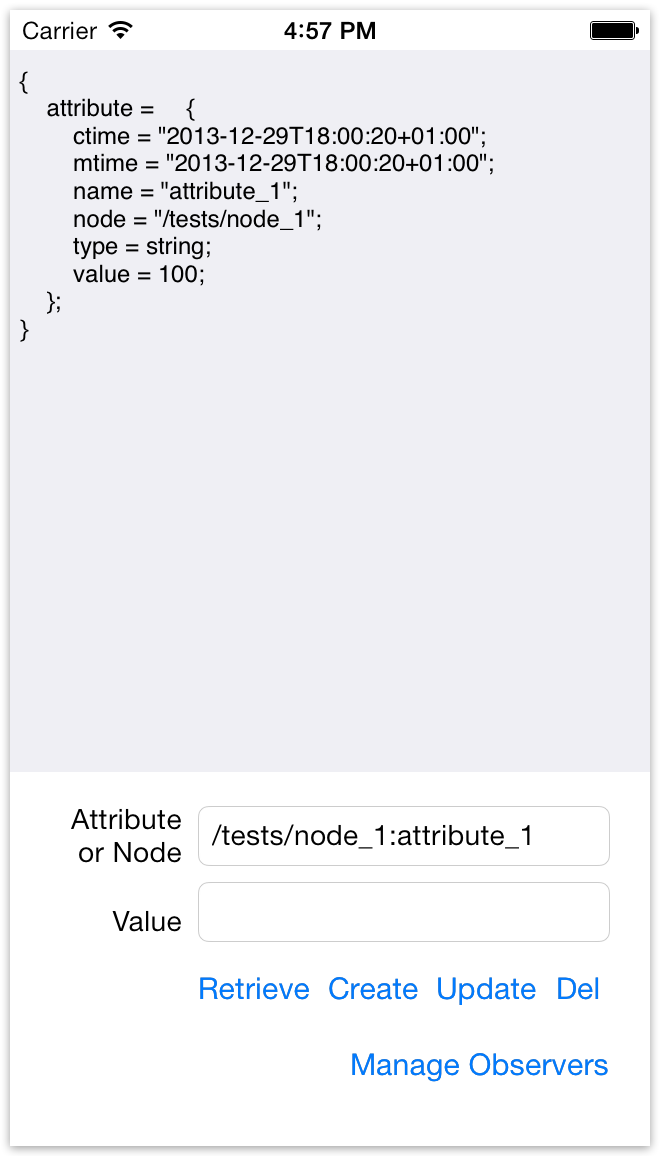 Carrier 4:57 PM
{
    attribute =     {
        ctime = "2013-12-29T18:00:20+01:00";
        mtime = "2013-12-29T18:00:20+01:00";
        name = "attribute_1";
        node = "/tests/node_1";
        type = string;
        value = 100;
    };
}
Attribute
or Node
/tests/node_1:attribute_1
Value
Retrieve Create Update Del
Manage Observers